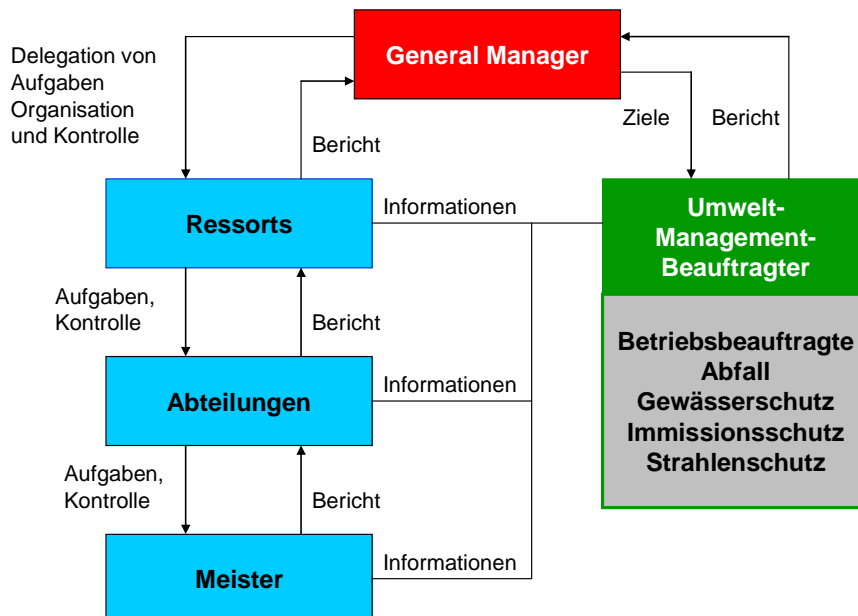 General Manager
Delegation von
Aufgaben
Organisation
und Kontrolle
Bericht
Ziele
Bericht
Ressorts
Informationen
Umwelt-
Management-
Beauftragter
Aufgaben,
Kontrolle
Bericht
Betriebsbeauftragte
Abfall
Gewässerschutz
Immissionsschutz
Strahlenschutz
Abteilungen
Informationen
Aufgaben,
Kontrolle
Bericht
Meister
Informationen